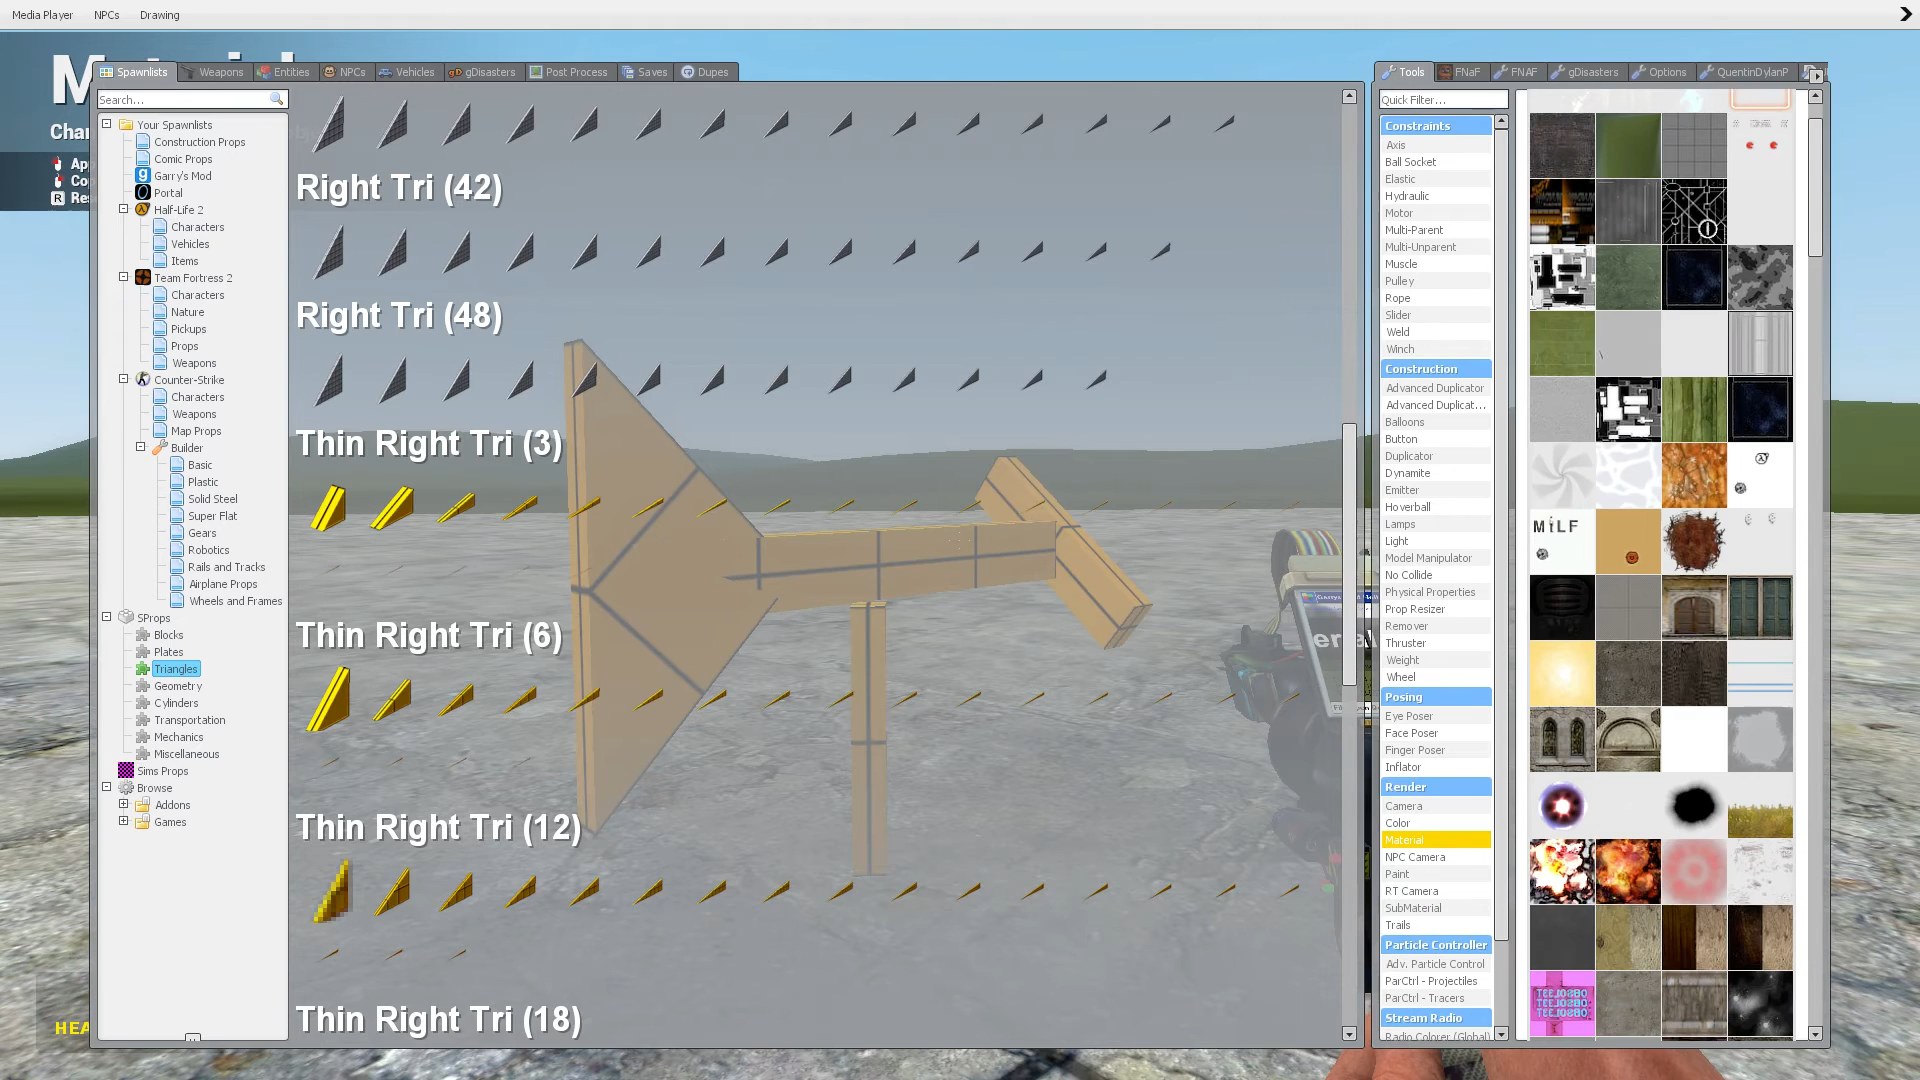 Media Player NPCs Drawing
Spawnlists Weapons Entities NPCs Vehicles gDisasters Post Process Saves Dupes
Search...
Your Spawnlists
Construction Props
Comic Props
Garry's Mod
Portal
Half-Life 2
Characters
Vehicles
Items
Team Fortress 2
Characters
Nature
Pickups
Props
Weapons
Counter-Strike
Characters
Weapons
Map Props
Builder
Basic
Plastic
Solid Steel
Super Flat
Gears
Robotics
Rails and Tracks
Airplane Props
Wheels and Frames
SProps
Blocks
Plates
Triangles
Geometry
Cylinders
Transportation
Mechanics
Miscellaneous
Sims Props
Browse
Addons
Games
Right Tri (42)
Right Tri (48)
Thin Right Tri (3)
Thin Right Tri (6)
Thin Right Tri (12)
Thin Right Tri (18)
Tools FNaF FNAF gDisasters Options QuentinDylanP
Quick Filter...
Constraints
Axis
Ball Socket
Elastic
Hydraulic
Motor
Multi-Parent
Multi-Unparent
Muscle
Pulley
Rope
Slider
Weld
Winch
Construction
Advanced Duplicator
Advanced Duplicat...
Balloons
Button
Duplicator
Dynamite
Emitter
Hoverball
Lamps
Light
Model Manipulator
No Collide
Physical Properties
Prop Resizer
Remover
Thruster
Weight
Wheel
Posing
Eye Poser
Face Poser
Finger Poser
Inflator
Render
Camera
Color
Material
NPC Camera
Paint
RT Camera
SubMaterial
Trails
Particle Controller
Adv. Particle Control
ParCtrl - Projectiles
ParCtrl - Tracers
Stream Radio
Radio Colorer (Global)
MILF
R
HEA